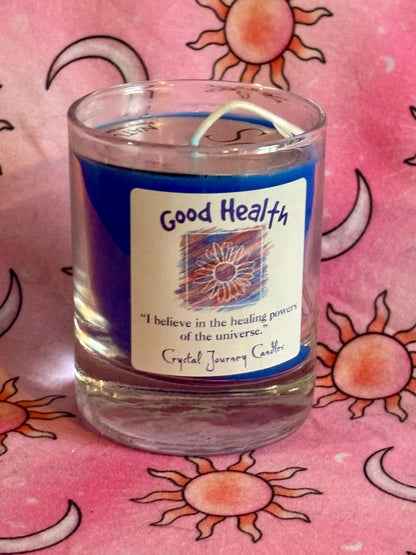 Good Health
“I believe in the healing powers
of the universe.”
Crystal Journey Candles